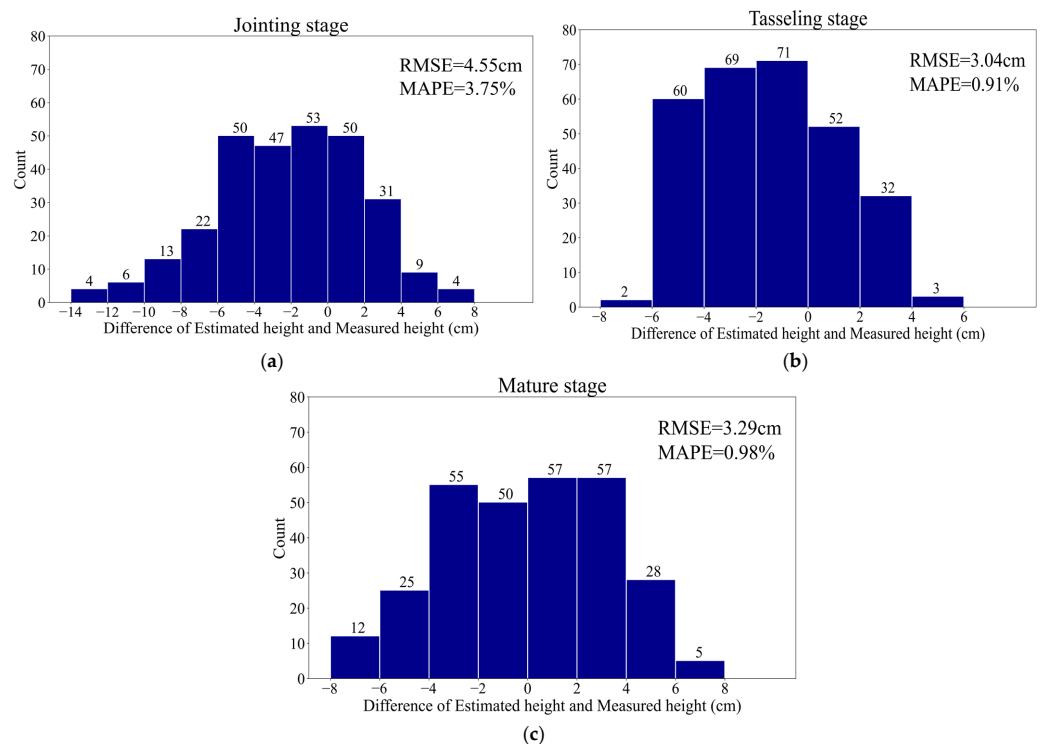 Jointing stage
80
70
60
50
40
30
20
10
0
Count
RMSE=4.55cm
MAPE=3.75%
4
6
13
22
50
47
53
50
31
9
4
−14 −12 −10 −8 −6 −4 −2 0 2 4 6 8
Difference of Estimated height and Measured height (cm)
(a)
Tasseling stage
80
70
60
50
40
30
20
10
0
Count
RMSE=3.04cm
MAPE=0.91%
2
60
69
71
52
32
3
−8 −6 −4 −2 0 2 4 6
Difference of Estimated height and Measured height(cm)
(b)
Mature stage
80
70
60
50
40
30
20
10
0
Count
RMSE=3.29cm
MAPE=0.98%
12
25
55
50
57
57
28
5
−8 −6 −4 −2 0 2 4 6 8
Difference of Estimated height and Measured height (cm)
(c)